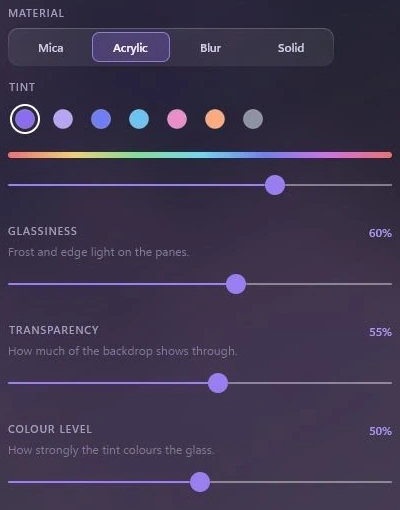 MATERIAL
Mica Acrylic Blur Solid
TINT
GLASSINESS 60%
Frost and edge light on the panes.
TRANSPARENCY 55%
How much of the backdrop shows through.
COLOUR LEVEL 50%
How strongly the tint colours the glass.